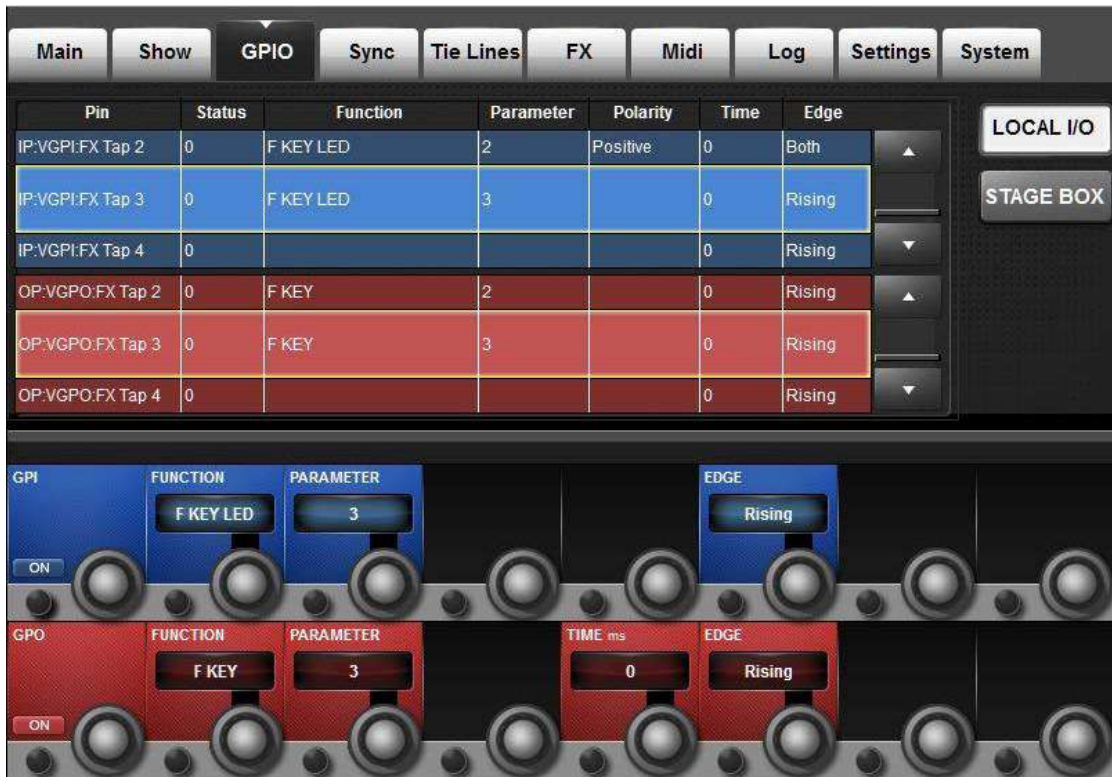 Main Show GPIO Sync Tie Lines FX Midi Log Settings System
Pin Status Function Parameter Polarity Time Edge
LOCAL I/O
IP:VGPI:FX Tap 2 0 F KEY LED 2 Positive 0 Both
IP:VGPI:FX Tap 3 0 F KEY LED 3 0 Rising
STAGE BOX
IP:VGPI:FX Tap 4 0 0 Rising
OP:VGPO:FX Tap 2 0 F KEY 2 0 Rising
OP:VGPO:FX Tap 3 0 F KEY 3 0 Rising
OP:VGPO:FX Tap 4 0 0 Rising
GPI FUNCTION PARAMETER EDGE
F KEY LED 3 Rising
ON
GPO FUNCTION PARAMETER TIME ms EDGE
F KEY 3 0 Rising
ON